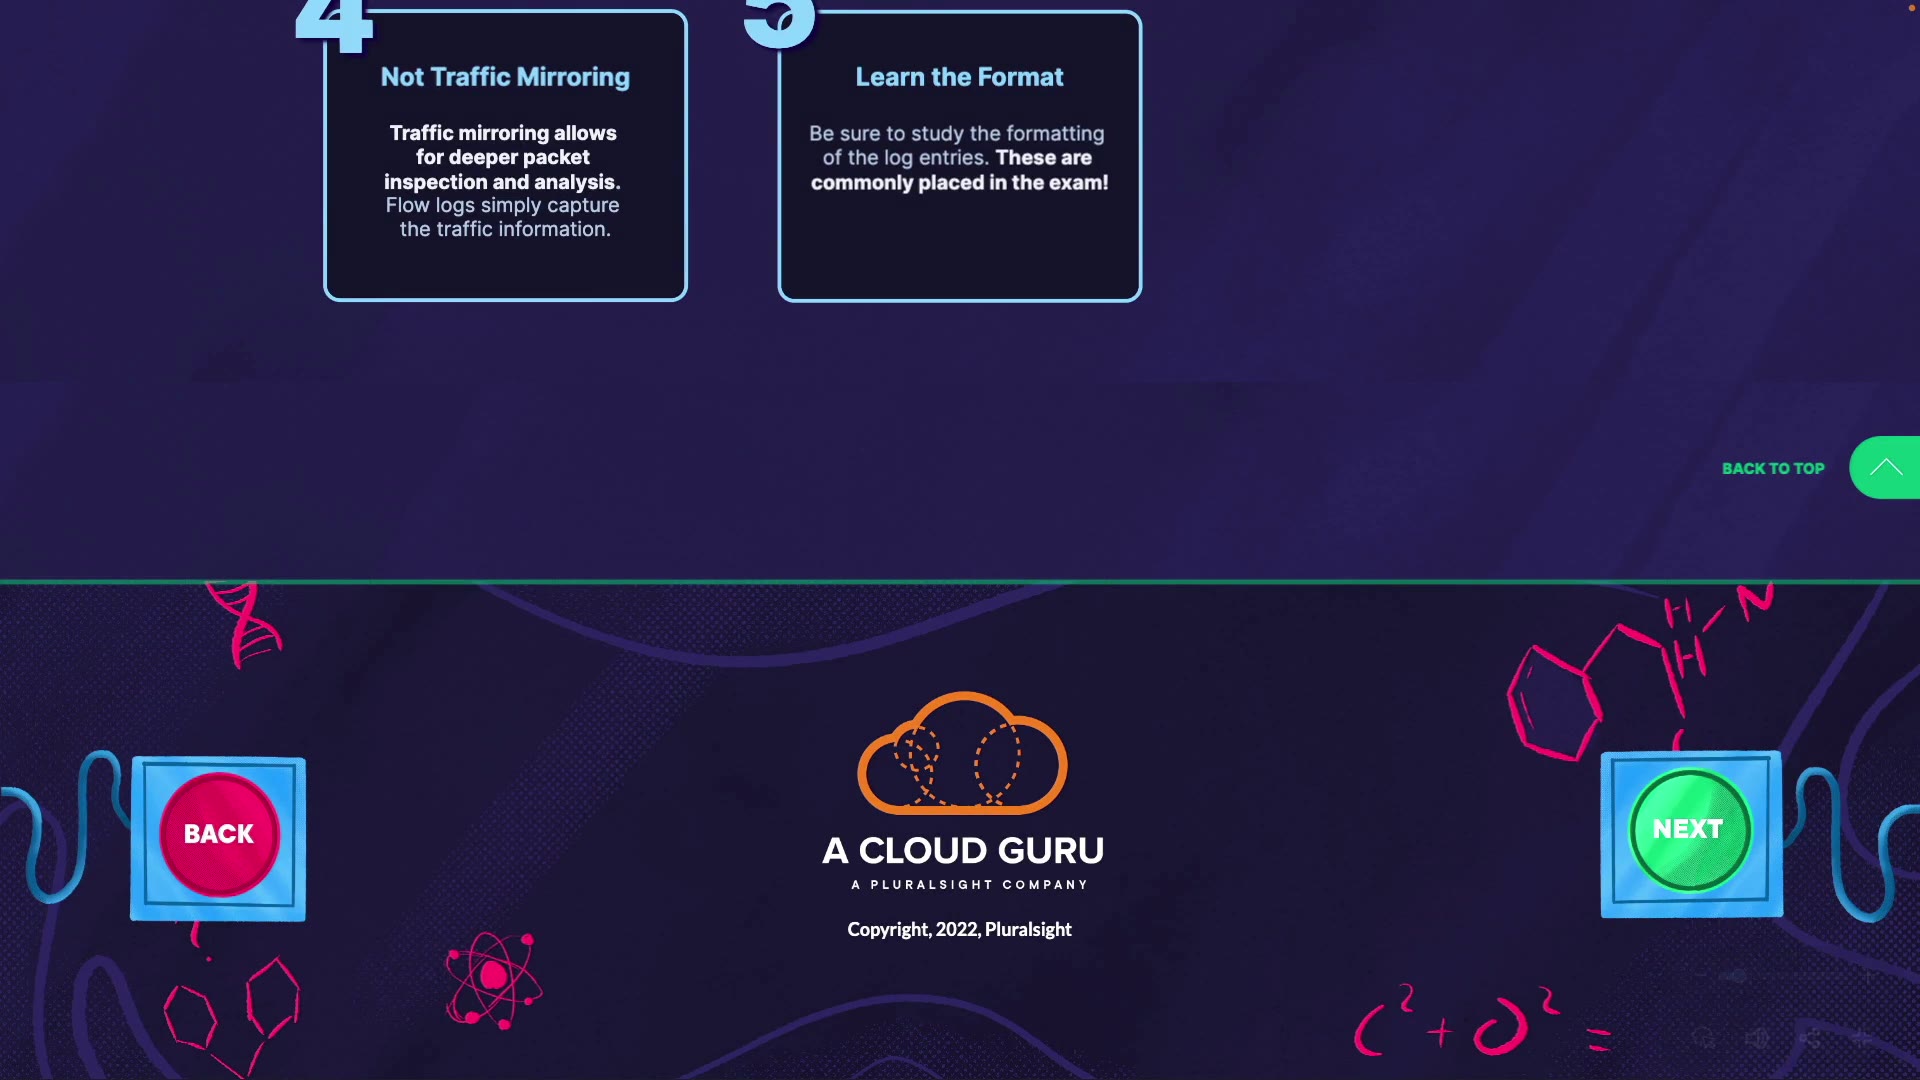 4
Not Traffic Mirroring
Traffic mirroring allows
for deeper packet
inspection and analysis.
Flow logs simply capture
the traffic information.
5
Learn the Format
Be sure to study the formatting
of the log entries. These are
commonly placed in the exam!
BACK TO TOP
H N
H
BACK
NEXT
A CLOUD GURU
A PLURALSIGHT COMPANY
Copyright, 2022, Pluralsight
C² + O² =